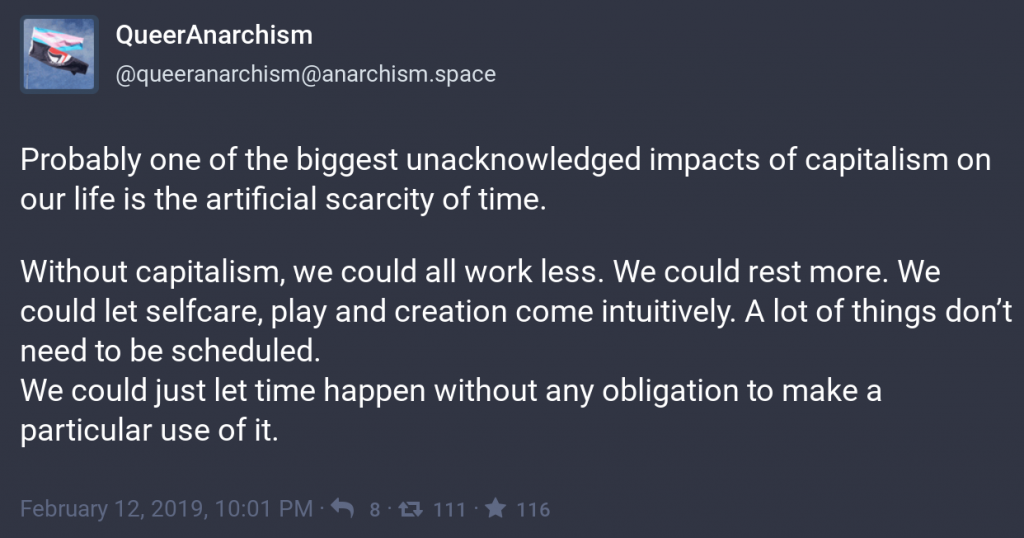 QueerAnarchism
@queeranarchism@anarchism.space
Probably one of the biggest unacknowledged impacts of capitalism on
our life is the artificial scarcity of time.
Without capitalism, we could all work less. We could rest more. We
could let selfcare, play and creation come intuitively. A lot of things don’t
need to be scheduled.
We could just let time happen without any obligation to make a
particular use of it.
February 12, 2019, 10:01 PM · 8 · 111 · 116